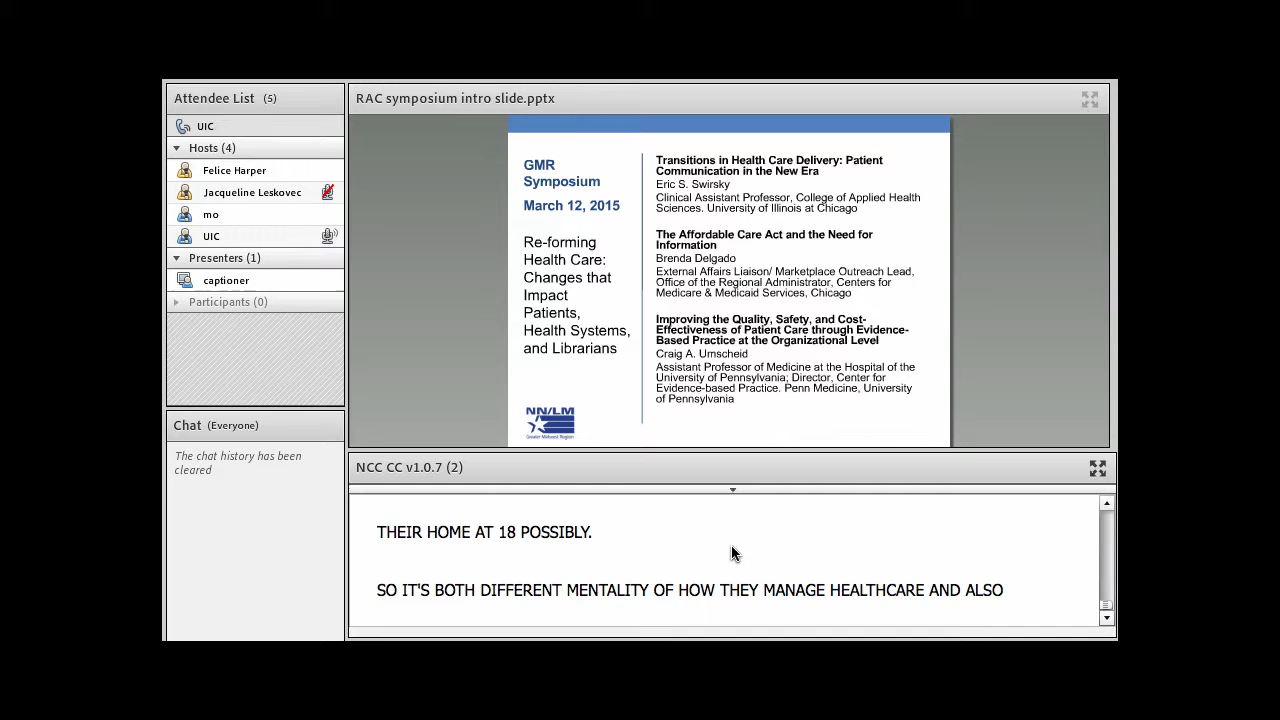 Attendee List (5)
UIC
Hosts (4)
Felice Harper
Jacqueline Leskovec
mo
UIC
Presenters (1)
captioner
Participants (0)
Chat (Everyone)
The chat history has been
cleared
RAC symposium intro slide.pptx
GMR
Symposium
March 12, 2015
Re-forming
Health Care:
Changes that
Impact
Patients,
Health Systems,
and Librarians
NN/LM
Greater Midwest Region
Transitions in Health Care Delivery: Patient
Communication in the New Era
Eric S. Swirsky
Clinical Assistant Professor, College of Applied Health
Sciences. University of Illinois at Chicago
The Affordable Care Act and the Need for
Information
Brenda Delgado
External Affairs Liaison/ Marketplace Outreach Lead,
Office of the Regional Administrator, Centers for
Medicare & Medicaid Services, Chicago
Improving the Quality, Safety, and Cost-
Effectiveness of Patient Care through Evidence-
Based Practice at the Organizational Level
Craig A. Umscheid
Assistant Professor of Medicine at the Hospital of the
University of Pennsylvania; Director, Center for
Evidence-based Practice. Penn Medicine, University
of Pennsylvania
NCC CC v1.0.7 (2)
THEIR HOME AT 18 POSSIBLY.
SO IT'S BOTH DIFFERENT MENTALITY OF HOW THEY MANAGE HEALTHCARE AND ALSO